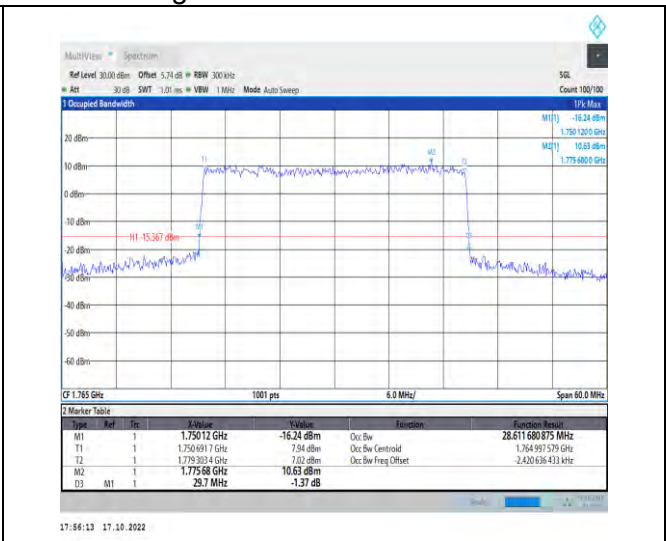 MultiView Spectrum
Ref Level 30.00 dBm Offset 5.74 dB RBW 300 kHz SGL
Att 30 dB SWT 1.01 ms VBW 1 MHz Mode Auto Sweep Count 100/100
1 Occupied Bandwidth 1Pk Max
M1[1] -16.24 dBm
1.750 120 0 GHz
20 dBm
M2[1] 10.63 dBm
1.775 680 0 GHz
M2
T1 T2
10 dBm
0 dBm
-10 dBm
M1
H1 -15.367 dBm
D3
-20 dBm
-30 dBm
-40 dBm
-50 dBm
-60 dBm
CF 1.765 GHz 1001 pts 6.0 MHz/ Span 60.0 MHz
2 Marker Table
Type Ref Trc X-Value Y-Value Function Function Result
M1 1 1.75012 GHz -16.24 dBm Occ Bw 28.611 680 875 MHz
T1 1 1.750 691 7 GHz 7.94 dBm Occ Bw Centroid 1.764 997 579 GHz
T2 1 1.779 303 4 GHz 7.02 dBm Occ Bw Freq Offset -2.420 636 433 kHz
M2 1 1.775 68 GHz 10.63 dBm
D3 M1 1 29.7 MHz -1.37 dB
17:56:13 17.10.2022